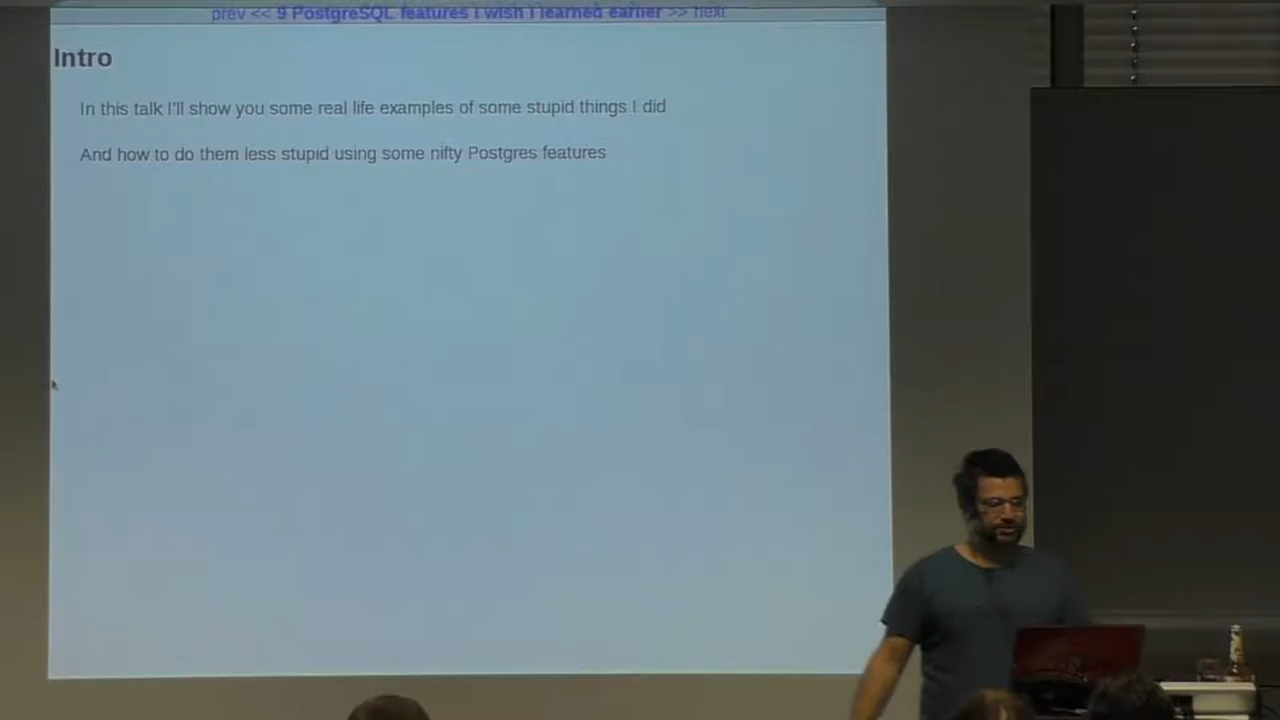 prev << 9 PostgreSQL features I wish I learned earlier >> next
Intro
In this talk I'll show you some real life examples of some stupid things I did
And how to do them less stupid using some nifty Postgres features